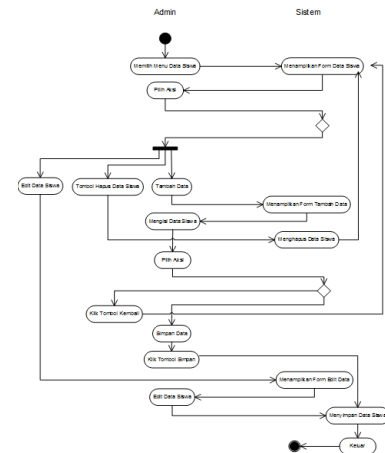 Admin
Sistem
Memilih Menu Data Siswa
Menampilkan Form Data Siswa
Pilih Aksi
Edit Data Siswa
Tombol Hapus Data Siswa
Tambah Data
Menampilkan Form Tambah Data
Mengisi Data Siswa
Menghapus Data Siswa
Pilih Aksi
Klik Tombol Kembali
Simpan Data
Klik Tombol Simpan
Menampilkan Form Edit Data
Edit Data Siswa
Menyimpan Data Siswa
Keluar